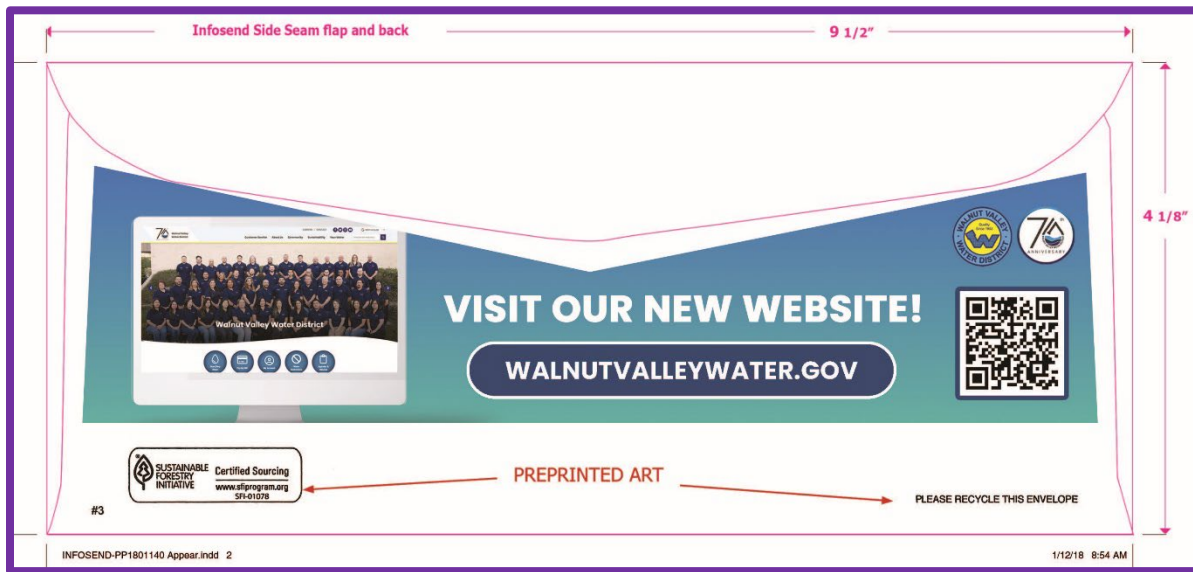 Infosend Side Seam flap and back
9 1/2"
4 1/8"
Walnut Valley Water District
WALNUT VALLEY
WATER DISTRICT
W
70
ANNIVERSARY
VISIT OUR NEW WEBSITE!
WALNUTVALLEYWATER.GOV
SUSTAINABLE
FORESTRY
INITIATIVE
Certified Sourcing
www.sfiprogram.org
SFI-01078
PREPRINTED ART
PLEASE RECYCLE THIS ENVELOPE
#3
INFOSEND-PP1801140 Appear.indd 2
1/12/18 8:54 AM